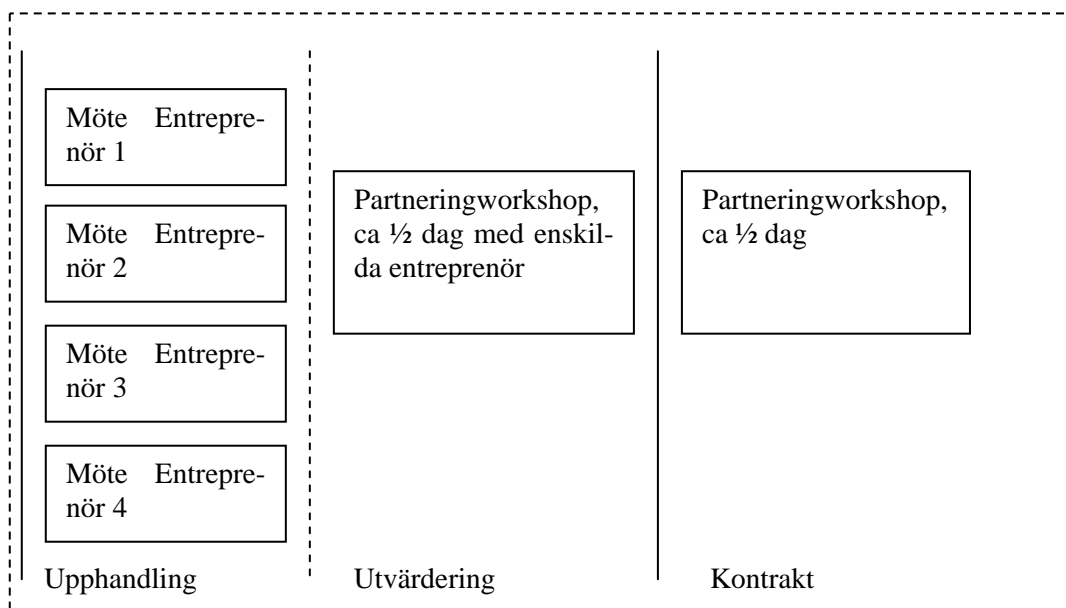 Möte Entrepre-
nör 1
Möte Entrepre-
nör 2
Möte Entrepre-
nör 3
Möte Entrepre-
nör 4
Partneringworkshop,
ca ½ dag med enskil-
da entreprenör
Partneringworkshop,
ca ½ dag
Upphandling
Utvärdering
Kontrakt